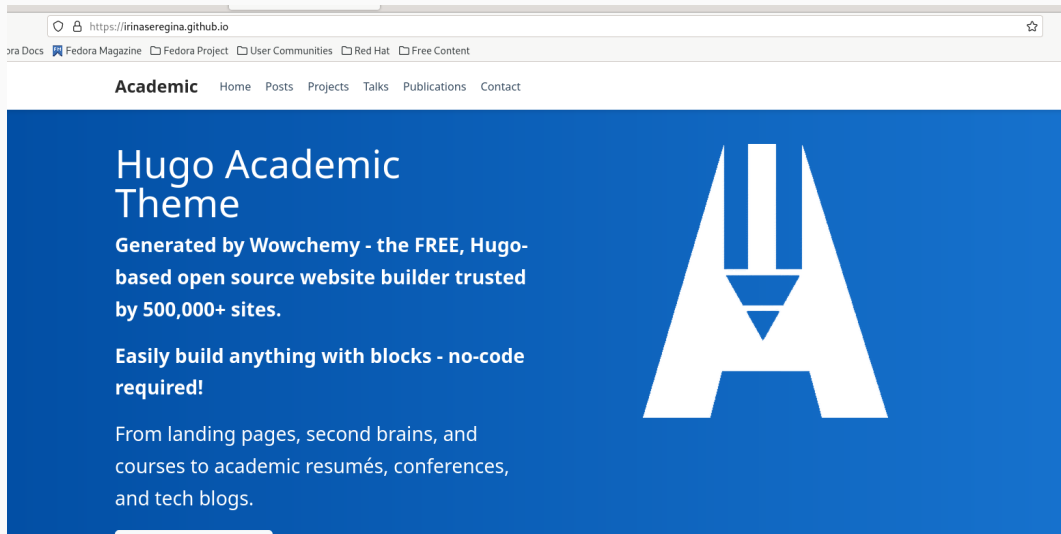 https://irinaseregina.github.io
ora Docs Fedora Magazine Fedora Project User Communities Red Hat Free Content
Academic Home Posts Projects Talks Publications Contact
Hugo Academic
Theme
Generated by Wowchemy - the FREE, Hugo-
based open source website builder trusted
by 500,000+ sites.
Easily build anything with blocks - no-code
required!
From landing pages, second brains, and
courses to academic resumés, conferences,
and tech blogs.